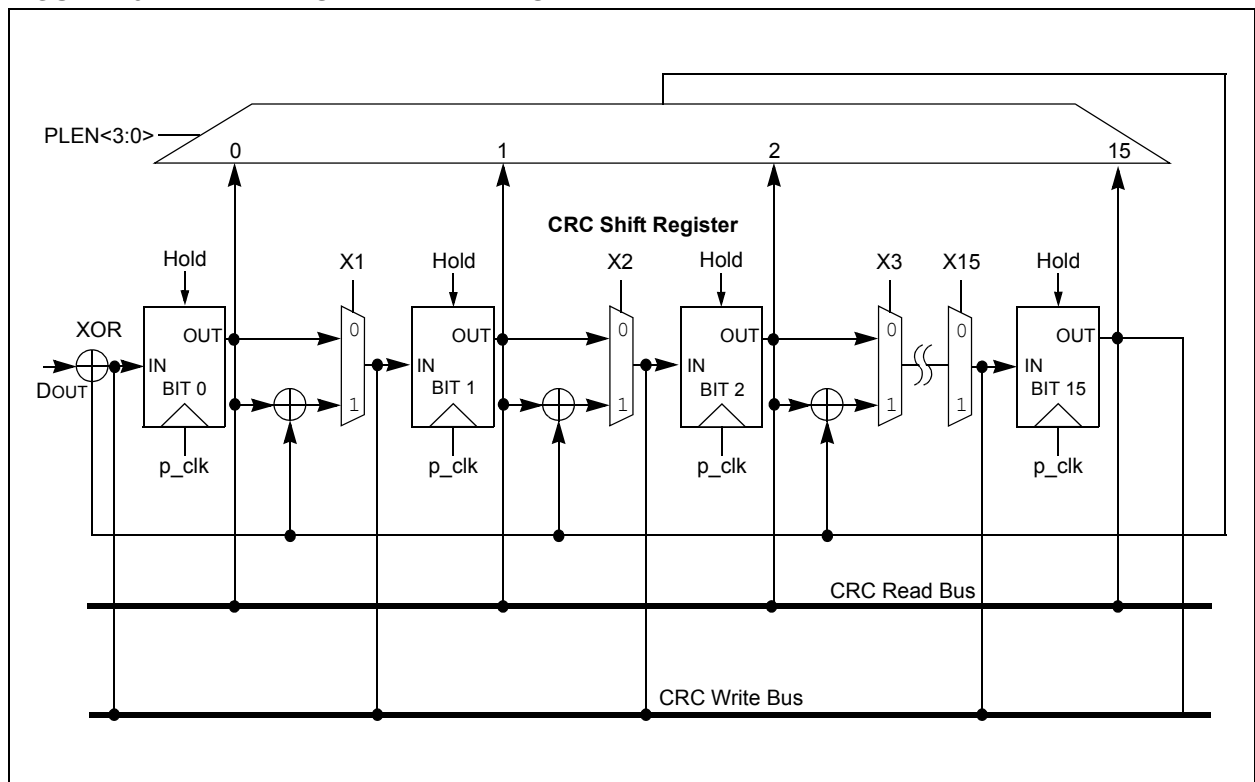 PLEN<3:0>
0 1 2 15
CRC Shift Register
Hold X1 Hold X2 Hold X3 X15 Hold
XOR
OUT 0 OUT 0 OUT 0 0 OUT
IN IN IN IN
DOUT
BIT 0 BIT 1 BIT 2 BIT 15
1 1 1 1
p_clk p_clk p_clk p_clk
CRC Read Bus
CRC Write Bus